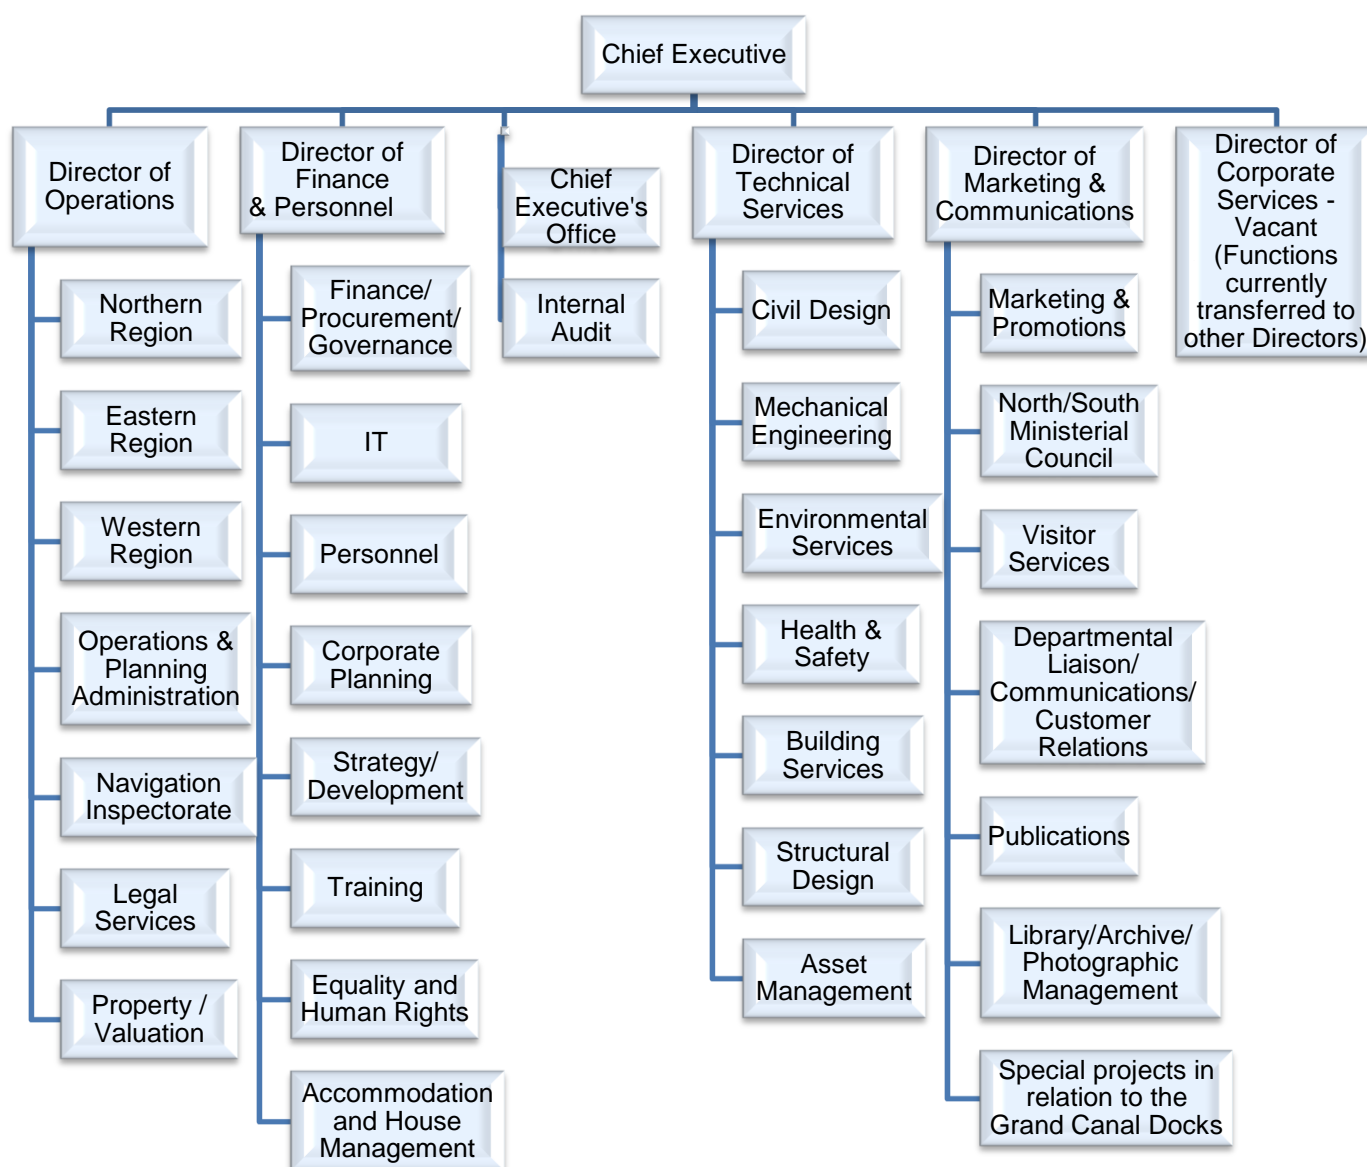 Chief Executive
Director of
Operations
Northern
Region
Eastern
Region
Western
Region
Operations &
Planning
Administration
Navigation
Inspectorate
Legal
Services
Property /
Valuation
Director of
Finance
& Personnel
Finance/
Procurement/
Governance
IT
Personnel
Corporate
Planning
Strategy/
Development
Training
Equality and
Human Rights
Accommodation
and House
Management
Chief
Executive's
Office
Internal
Audit
Director of
Technical
Services
Civil Design
Mechanical
Engineering
Environmental
Services
Health &
Safety
Building
Services
Structural
Design
Asset
Management
Director of
Marketing &
Communications
Marketing &
Promotions
North/South
Ministerial
Council
Visitor
Services
Departmental
Liaison/
Communications/
Customer
Relations
Publications
Library/Archive/
Photographic
Management
Special projects in
relation to the
Grand Canal Docks
Director of
Corporate
Services -
Vacant
(Functions
currently
transferred to
other Directors)